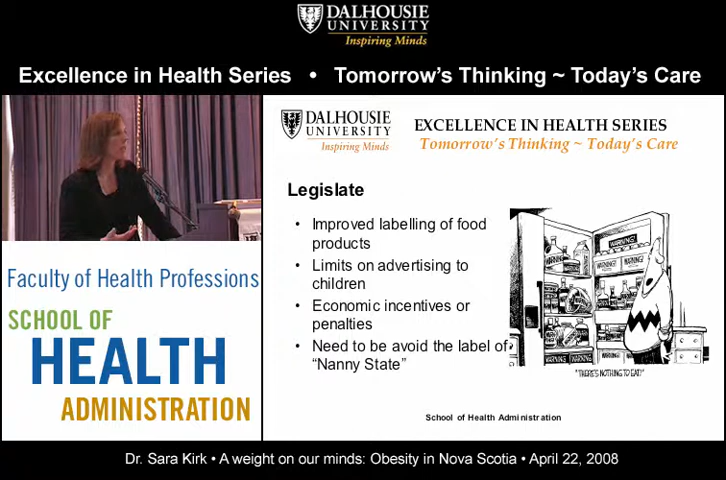 DALHOUSIE
UNIVERSITY
Inspiring Minds
Excellence in Health Series • Tomorrow's Thinking ~ Today's Care
DALHOUSIE
UNIVERSITY
Inspiring Minds
EXCELLENCE IN HEALTH SERIES
Tomorrow's Thinking ~ Today's Care
Legislate
• Improved labelling of food
products
• Limits on advertising to
children
• Economic incentives or
penalties
• Need to be avoid the label of
“Nanny State”
WARNING!
WARNING!
"THERE'S NOTHING TO EAT!"
School of Health Administration
Faculty of Health Professions
SCHOOL OF
HEALTH
ADMINISTRATION
Dr. Sara Kirk • A weight on our minds: Obesity in Nova Scotia • April 22, 2008